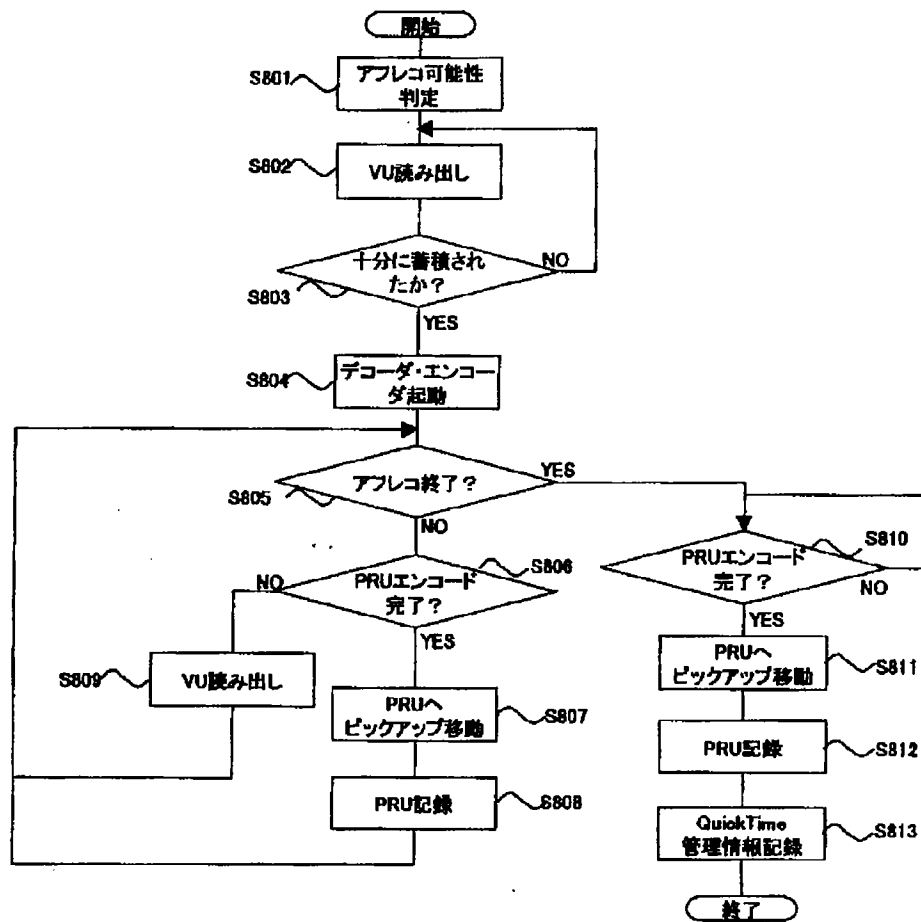 開始
S801
アフレコ可能性
判定
S802
VU読み出し
十分に蓄積され
たか?
NO
S803
YES
S804
デコーダ・エンコー
ダ起動
アフレコ終了?
YES
S805
NO
S806
PRUエンコード
完了?
NO
YES
S809
VU読み出し
PRUへ
ピックアップ移動
S807
PRU記録
S808
S810
PRUエンコード
完了?
NO
YES
PRUへ
ピックアップ移動
S811
PRU記録
S812
QuickTime
管理情報記録
S813
終了